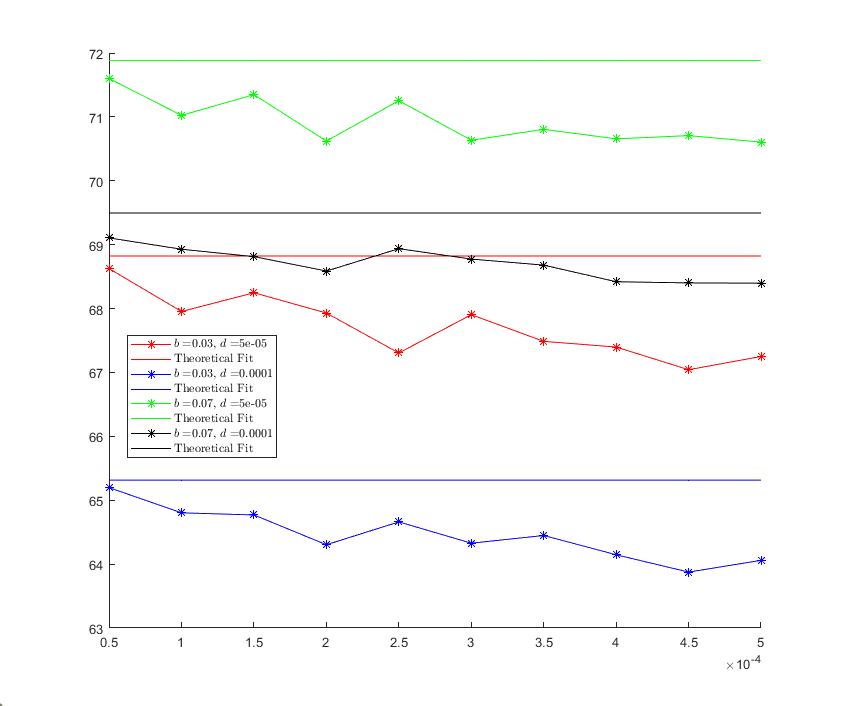 72
71
70
69
68
67
66
65
64
63
b =0.03, d =5e-05
Theoretical Fit
b =0.03, d =0.0001
Theoretical Fit
b =0.07, d =5e-05
Theoretical Fit
b =0.07, d =0.0001
Theoretical Fit
0.5 1 1.5 2 2.5 3 3.5 4 4.5 5
×10⁻⁴